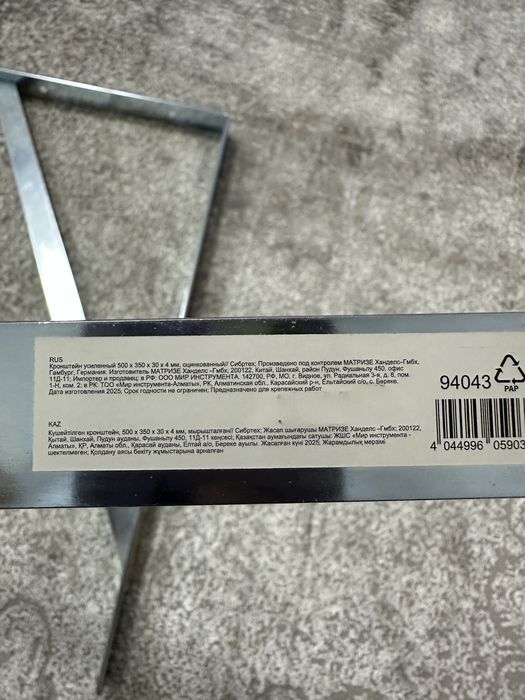 RUS
Кронштейн усиленный 500 x 350 x 30 x 4 мм, оцинкованный// Сибртех; Произведено под контролем МАТРИЗЕ Хандельс–Гмбх,
Гамбург, Германия. Изготовитель МАТРИЗЕ Хандельс –Гмбх, 200122, Китай, Шанхай, район Пудун, Фушаньлу 450, офис
11Д-11; Импортер и продавец: в РФ: ООО МИР ИНСТРУМЕНТА, 142700, РФ, МО, г. Видное, ул. Радиальная 3-я, д. 8, пом.
1-Н, ком. 2; в РК: ТОО «Мир инструмента-Алматы», РК, Алматинская обл., Карасайский р-н, Ельтайский с/о, с. Береке.
Дата изготовления 2025; Срок годности не ограничен; Предназначено для крепежных работ
KAZ
Күшейтілген кронштейн, 500 x 350 x 30 x 4 мм, мырышталған// Сибртех; Жасап шығарушы МАТРИЗЕ Хандельс –Гмбх, 200122,
Қытай, Шанхай, Пудун ауданы, Фушаньлу 450, 11Д-11 кеңсесі; Қазақстан аумағындағы сатушы: ЖШС «Мир инструмента -
Алматы», ҚР, Алматы обл., Карасай ауданы, Елтай а/о, Береке ауылы. Жасалған күні 2025; Жарамдылық мерзімі
шектелмеген; Қолдану аясы бекіту жұмыстарына арналған
94043
PAP
4 044996 05903